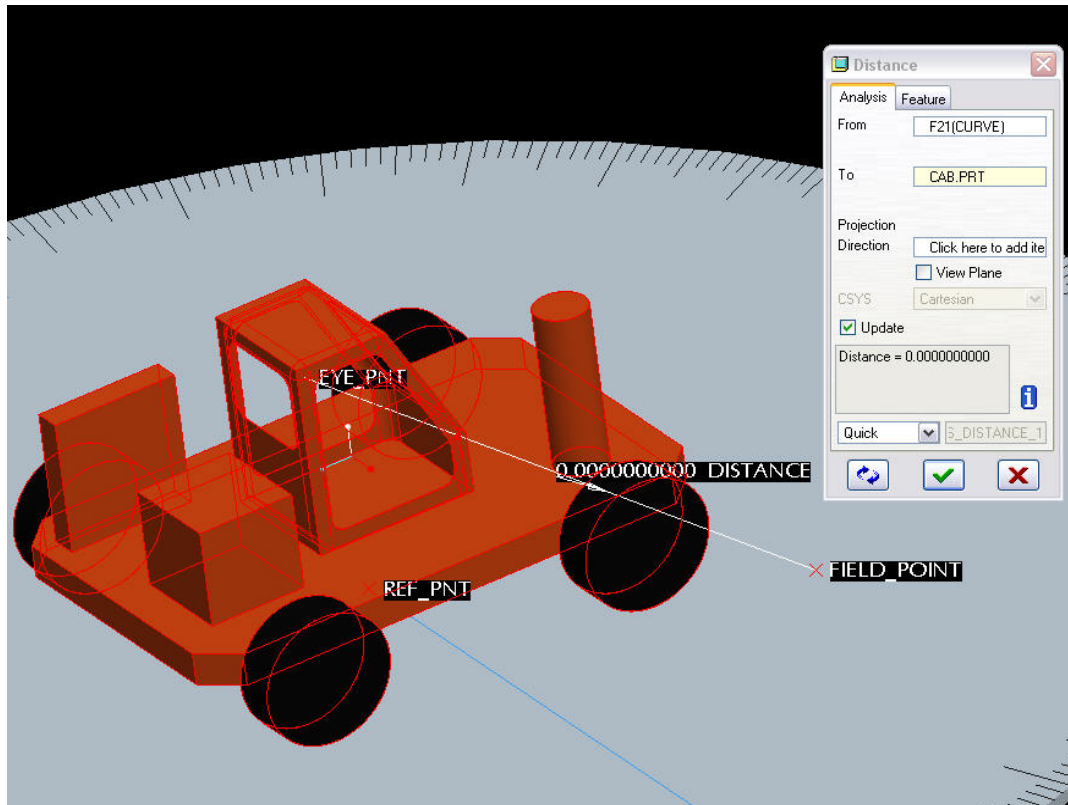 Distance
Analysis Feature
From F21(CURVE)
To CAB.PRT
Projection
Direction Click here to add ite
View Plane
CSYS Cartesian
Update
Distance = 0.0000000000
Quick S_DISTANCE_1
EYE_PNT
0.0000000000 DISTANCE
FIELD_POINT
REF_PNT